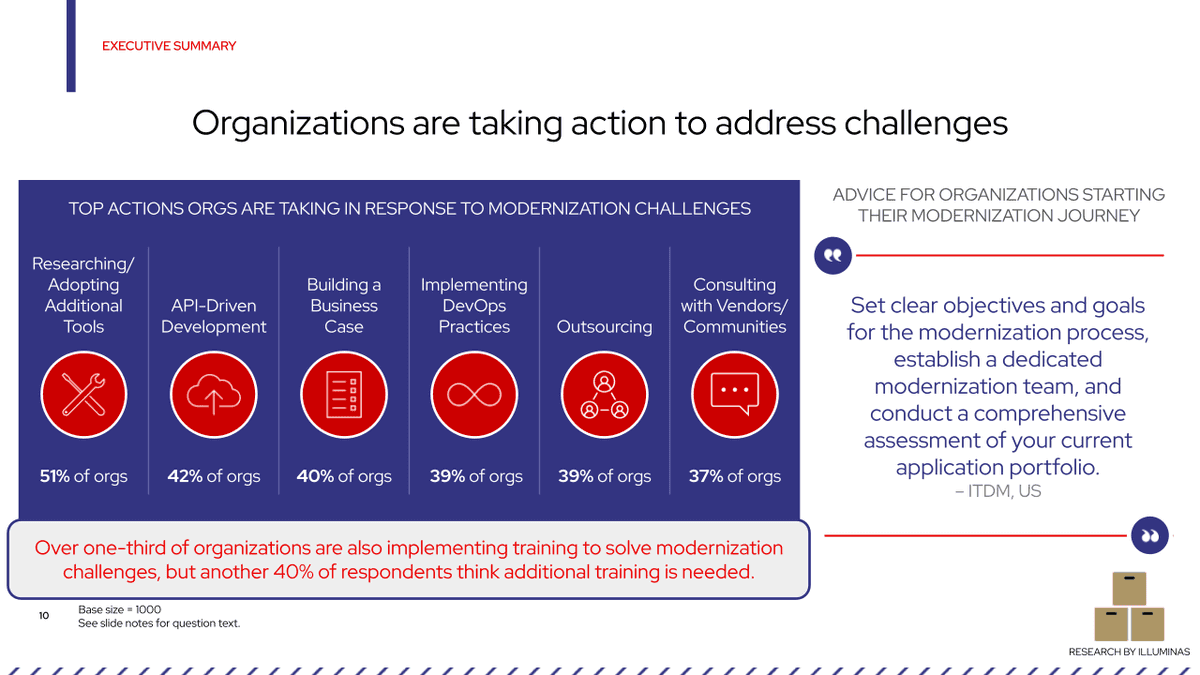 EXECUTIVE SUMMARY
Organizations are taking action to address challenges
TOP ACTIONS ORGS ARE TAKING IN RESPONSE TO MODERNIZATION CHALLENGES
Researching/
Adopting
Additional
Tools
51% of orgs
API-Driven
Development
42% of orgs
Building a
Business
Case
40% of orgs
Implementing
DevOps
Practices
39% of orgs
Outsourcing
39% of orgs
Consulting
with Vendors/
Communities
37% of orgs
Over one-third of organizations are also implementing training to solve modernization
challenges, but another 40% of respondents think additional training is needed.
ADVICE FOR ORGANIZATIONS STARTING
THEIR MODERNIZATION JOURNEY
“
Set clear objectives and goals
for the modernization process,
establish a dedicated
modernization team, and
conduct a comprehensive
assessment of your current
application portfolio.
– ITDM, US
”
10
Base size = 1000
See slide notes for question text.
RESEARCH BY ILLUMINAS